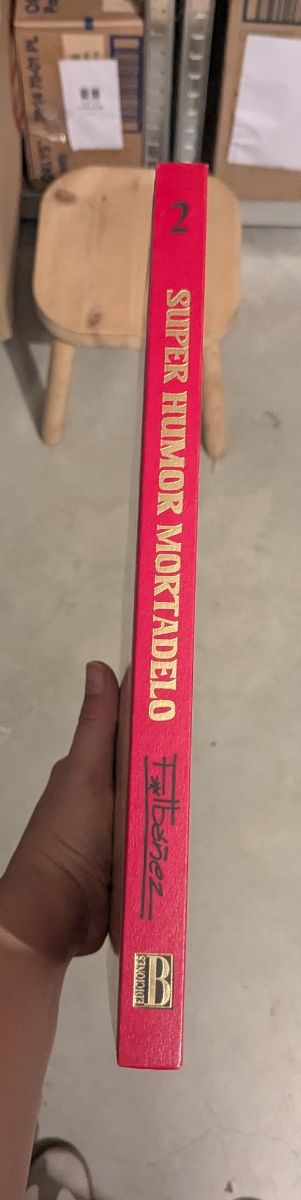 2
SUPER HUMOR MORTADELO
F.Ibáñez
EDICIONES B